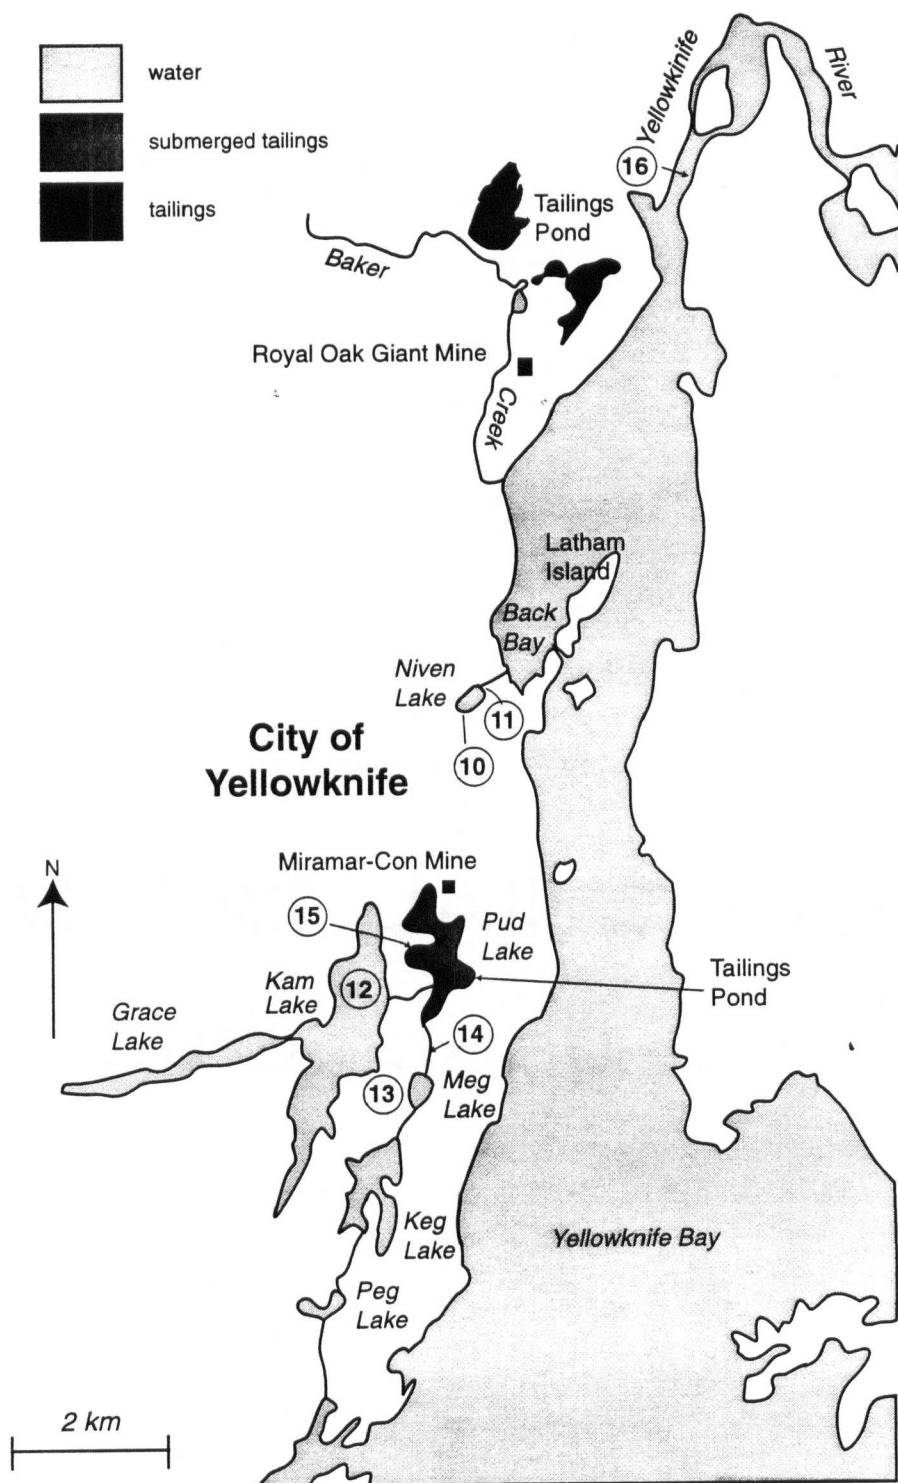 water
submerged tailings
tailings
Yellowkinife
River
16
Tailings
Pond
Baker
Royal Oak Giant Mine
Creek
Latham
Island
Back
Bay
Niven
Lake
11
10
City of
Yellowknife
N
Miramar-Con Mine
15
Pud
Lake
Tailings
Pond
Kam
Lake
12
Grace
Lake
14
13
Meg
Lake
Keg
Lake
Yellowknife Bay
Peg
Lake
2 km